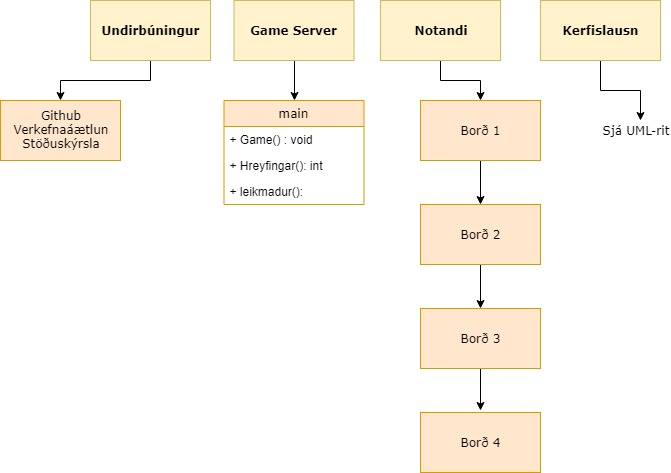 Undirbúningur
Game Server
Notandi
Kerfislausn
Github
Verkefnaáætlun
Stöðuskýrsla
main
+ Game() : void
+ Hreyfingar(): int
+ leikmadur():
Borð 1
Borð 2
Borð 3
Borð 4
Sjá UML-rit